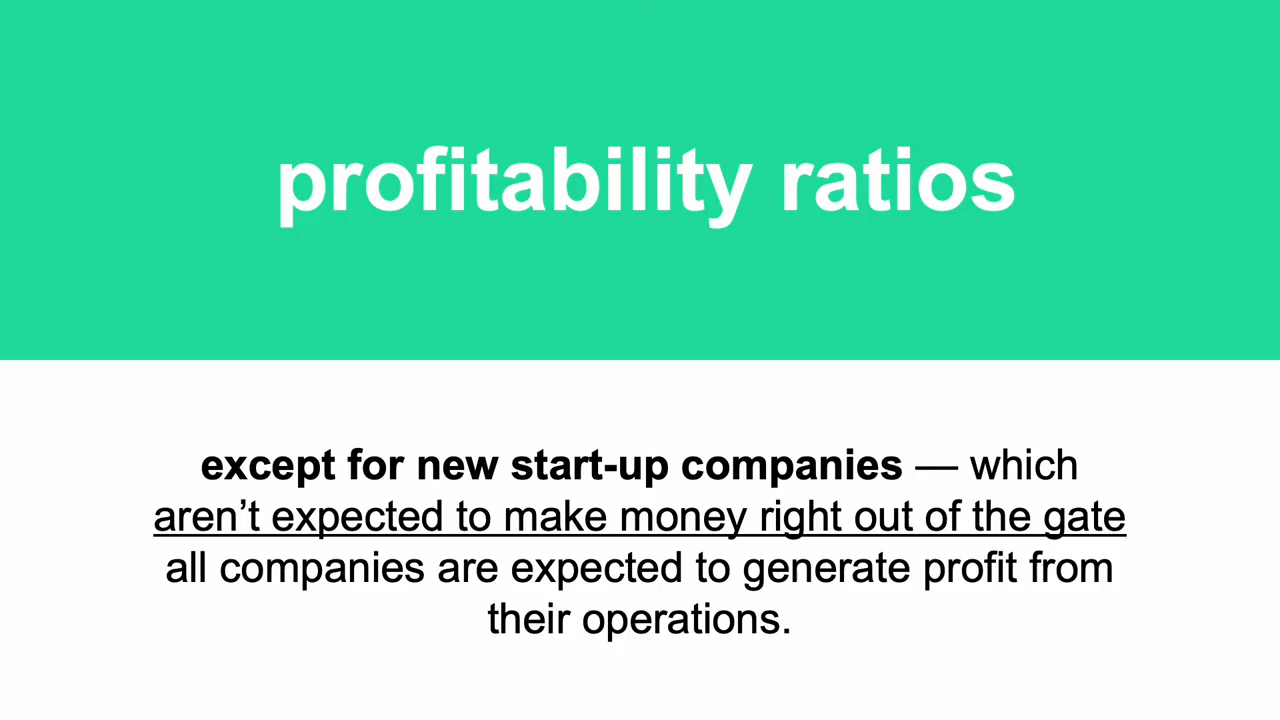 profitability ratios
except for new start-up companies — which
aren’t expected to make money right out of the gate
all companies are expected to generate profit from
their operations.